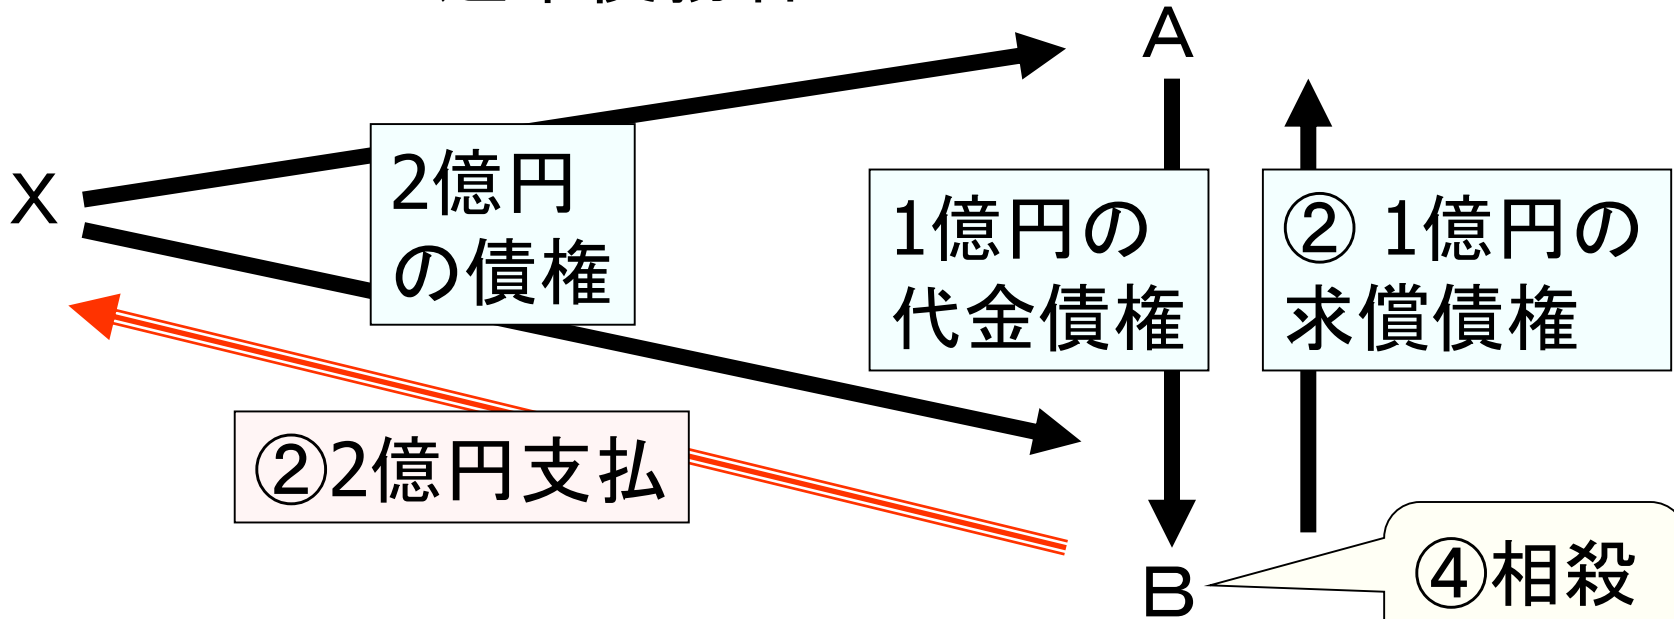 A
X
2億円
の債権
1億円の
代金債権
② 1億円の
求償債権
②2億円支払
④相殺
B